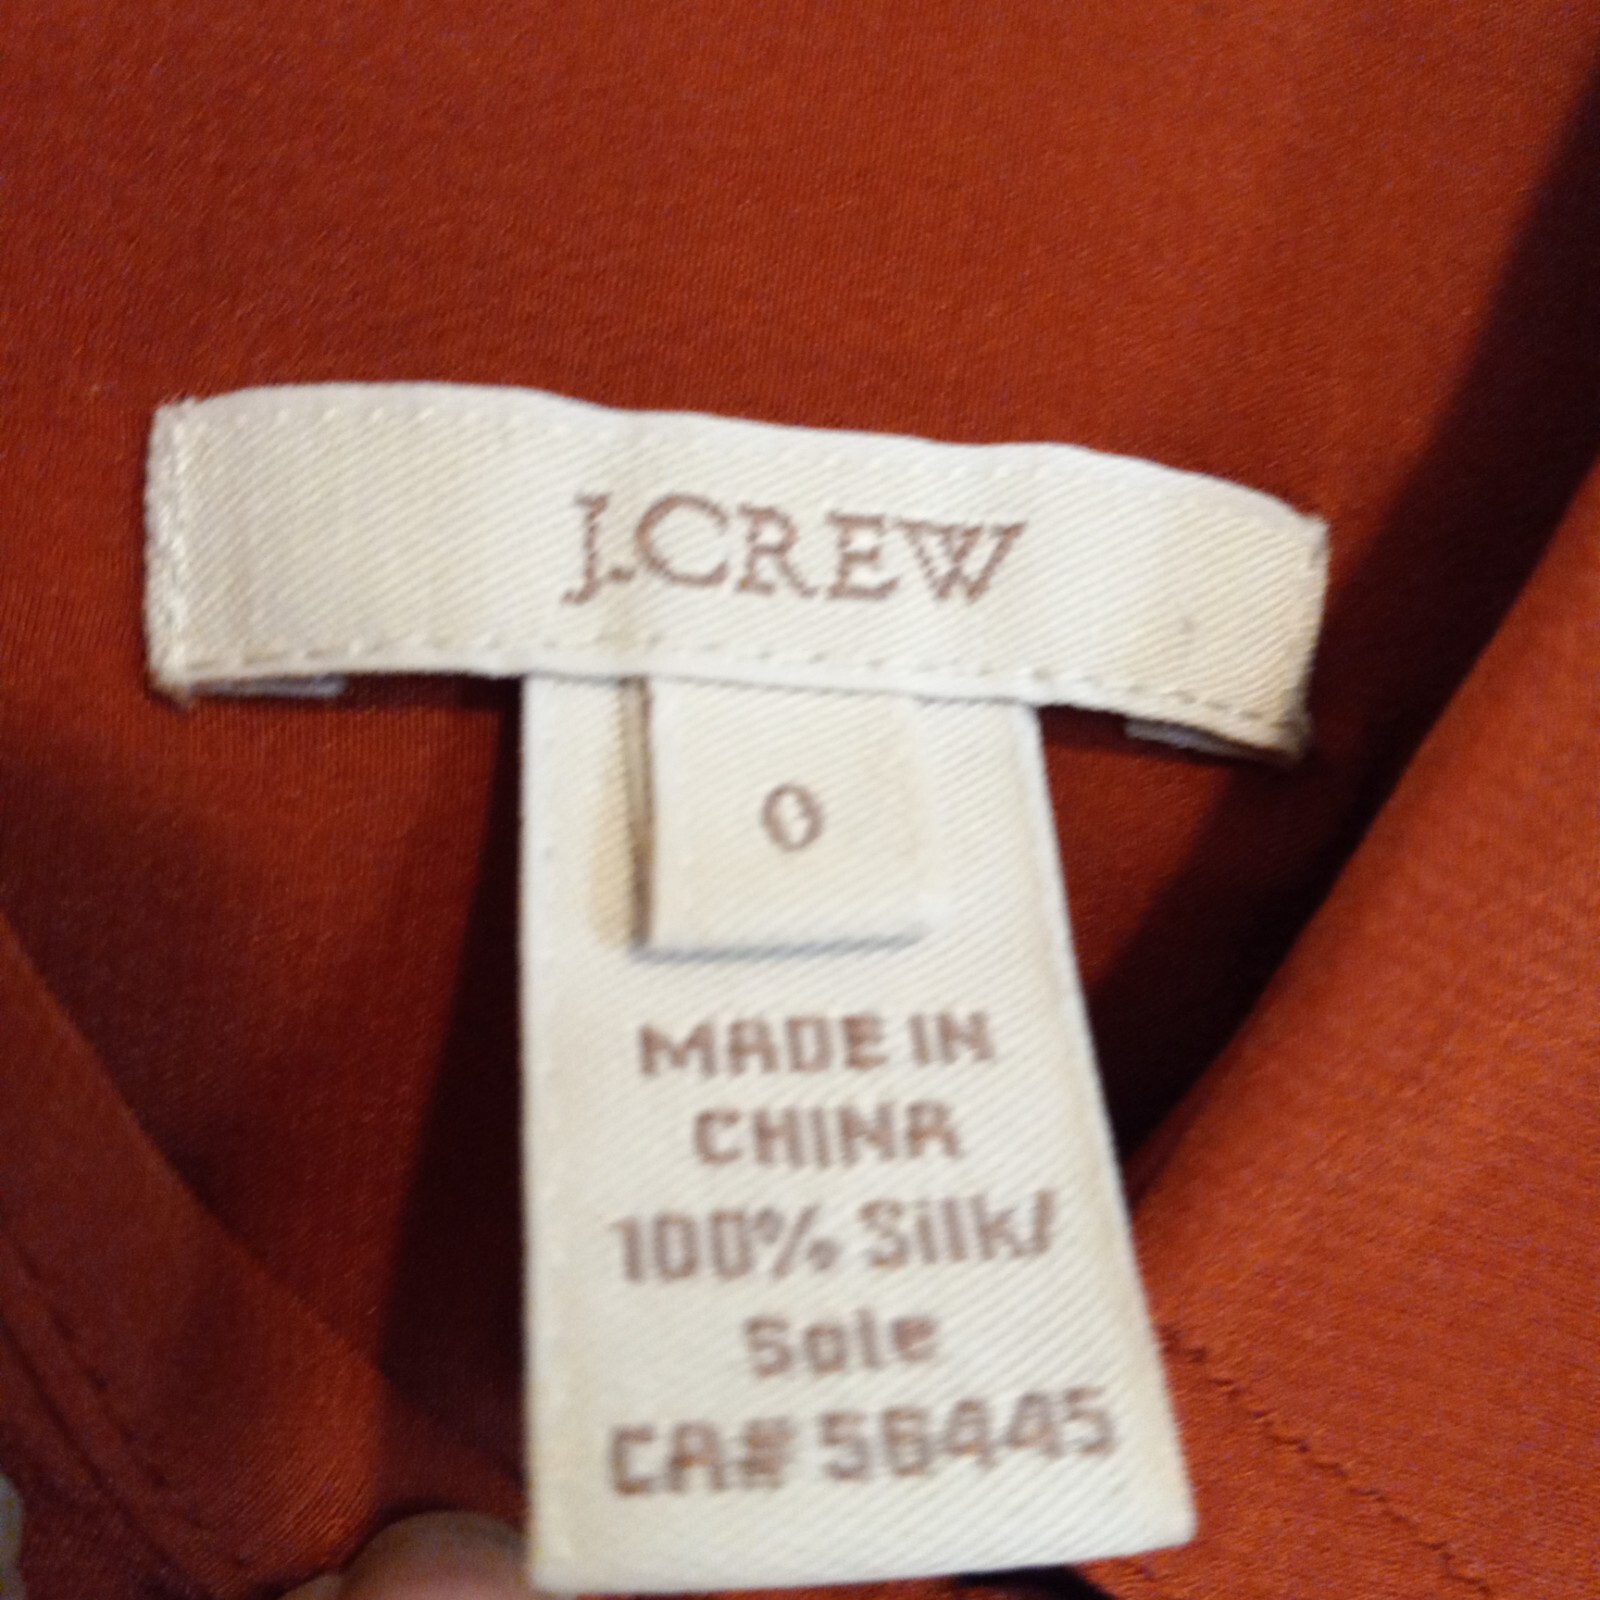 J.CREW
0
MADE IN
CHINA
100% Silk/
Soie
CA# 56445